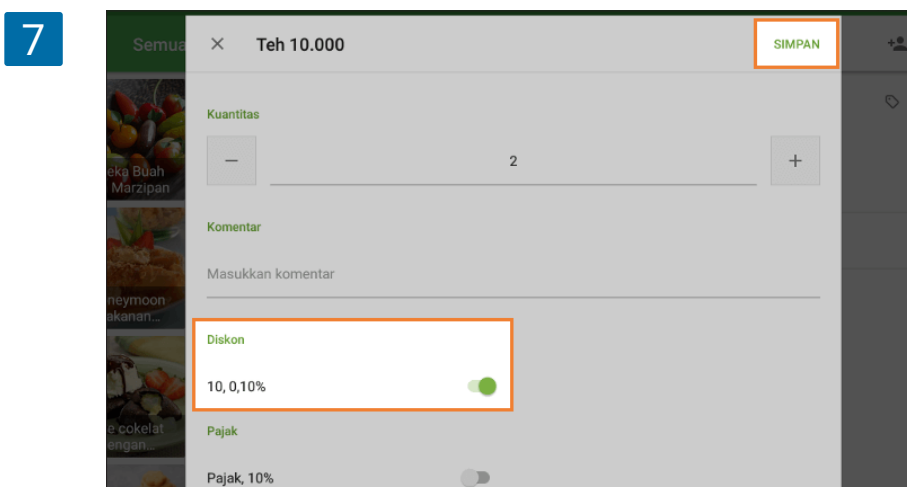 7
Semua
Teh 10.000
SIMPAN
Kuantitas
2
eka Buah
Marzipan
Komentar
Masukkan komentar
neymoon
akanan...
Diskon
10, 0,10%
e cokelat
engan...
Pajak
Pajak, 10%